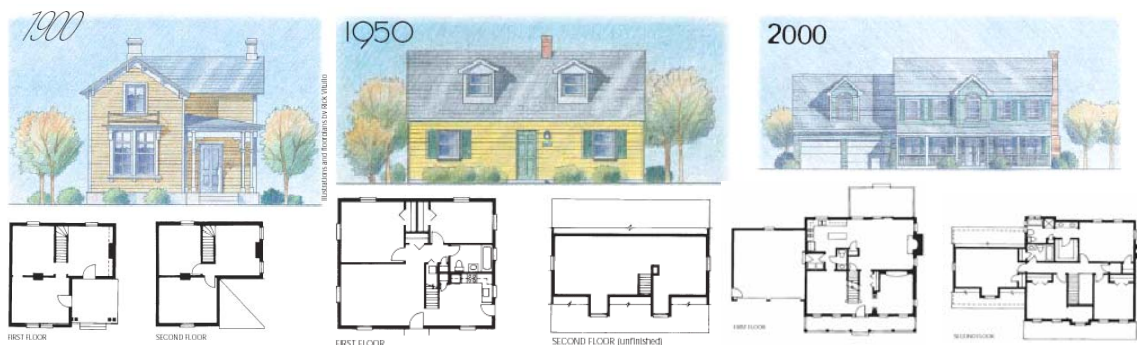 1900
Illustrations and floorplans by Rick Vitullo
FIRST FLOOR
SECOND FLOOR
1950
FIRST FLOOR
SECOND FLOOR (unfinished)
2000
FIRST FLOOR
SECOND FLOOR